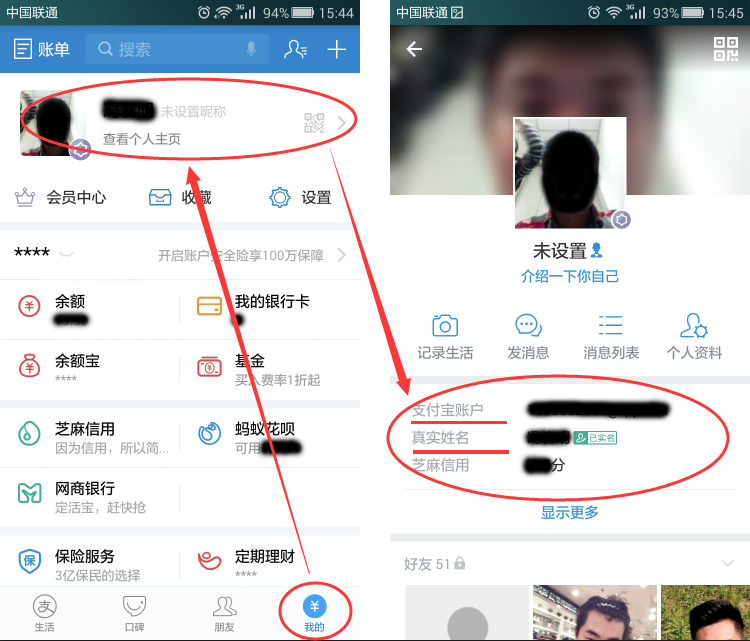 中国联通
3G
94%
15:44
账单
搜索
未设置昵称
查看个人主页
会员中心
收藏
设置
****
开启账户安全险享100万保障
余额
我的银行卡
余额宝
****
基金
买入费率1折起
芝麻信用
因为信用，所以简...
蚂蚁花呗
可用
网商银行
定活宝，赶快抢
保险服务
3亿保民的选择
定期理财
****
生活
口碑
朋友
我的
中国联通
3G
93%
15:45
未设置
介绍一下你自己
记录生活
发消息
消息列表
个人资料
支付宝账户
真实姓名
已实名
芝麻信用
分
显示更多
好友 51